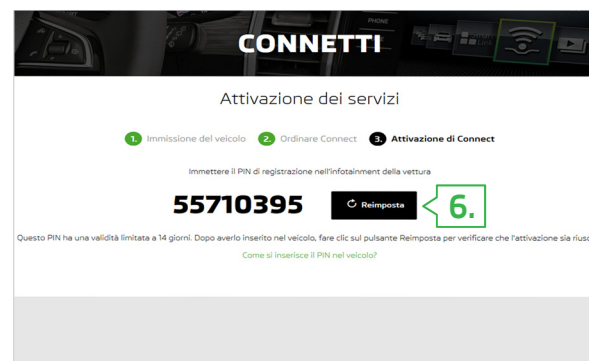 PHONE
Smart
Link
CONNETTI
Attivazione dei servizi
1. Immissione del veicolo 2. Ordinare Connect 3. Attivazione di Connect
Immettere il PIN di registrazione nell'infotainment della vettura
55710395 Reimposta 6.
Questo PIN ha una validità limitata a 14 giorni. Dopo averlo inserito nel veicolo, fare clic sul pulsante Reimposta per verificare che l'attivazione sia
Come si inserisce il PIN nel veicolo?